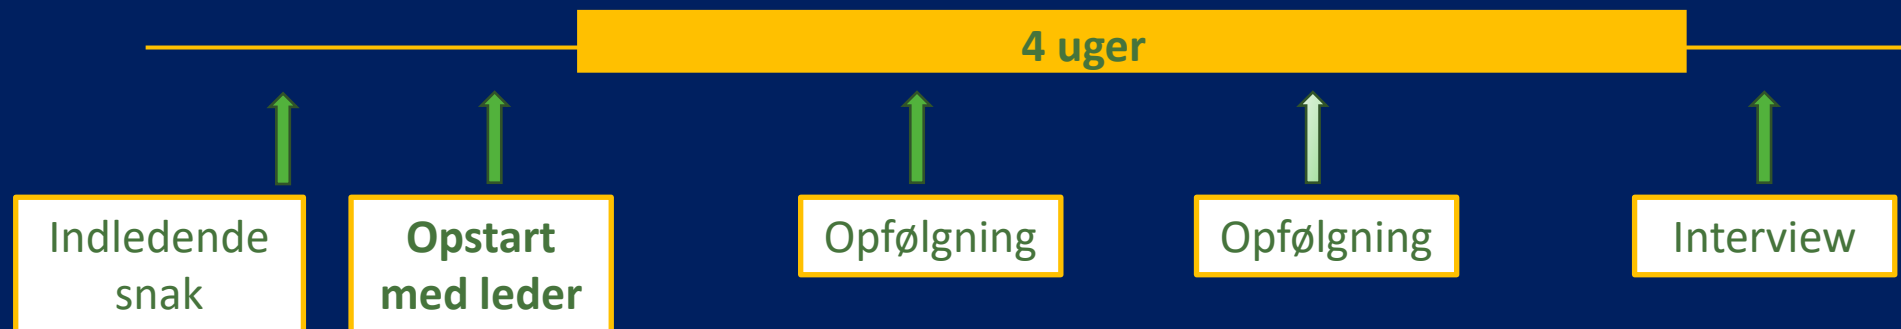 4 uger
Indledende
snak
Opstart
med leder
Opfølgning
Opfølgning
Interview